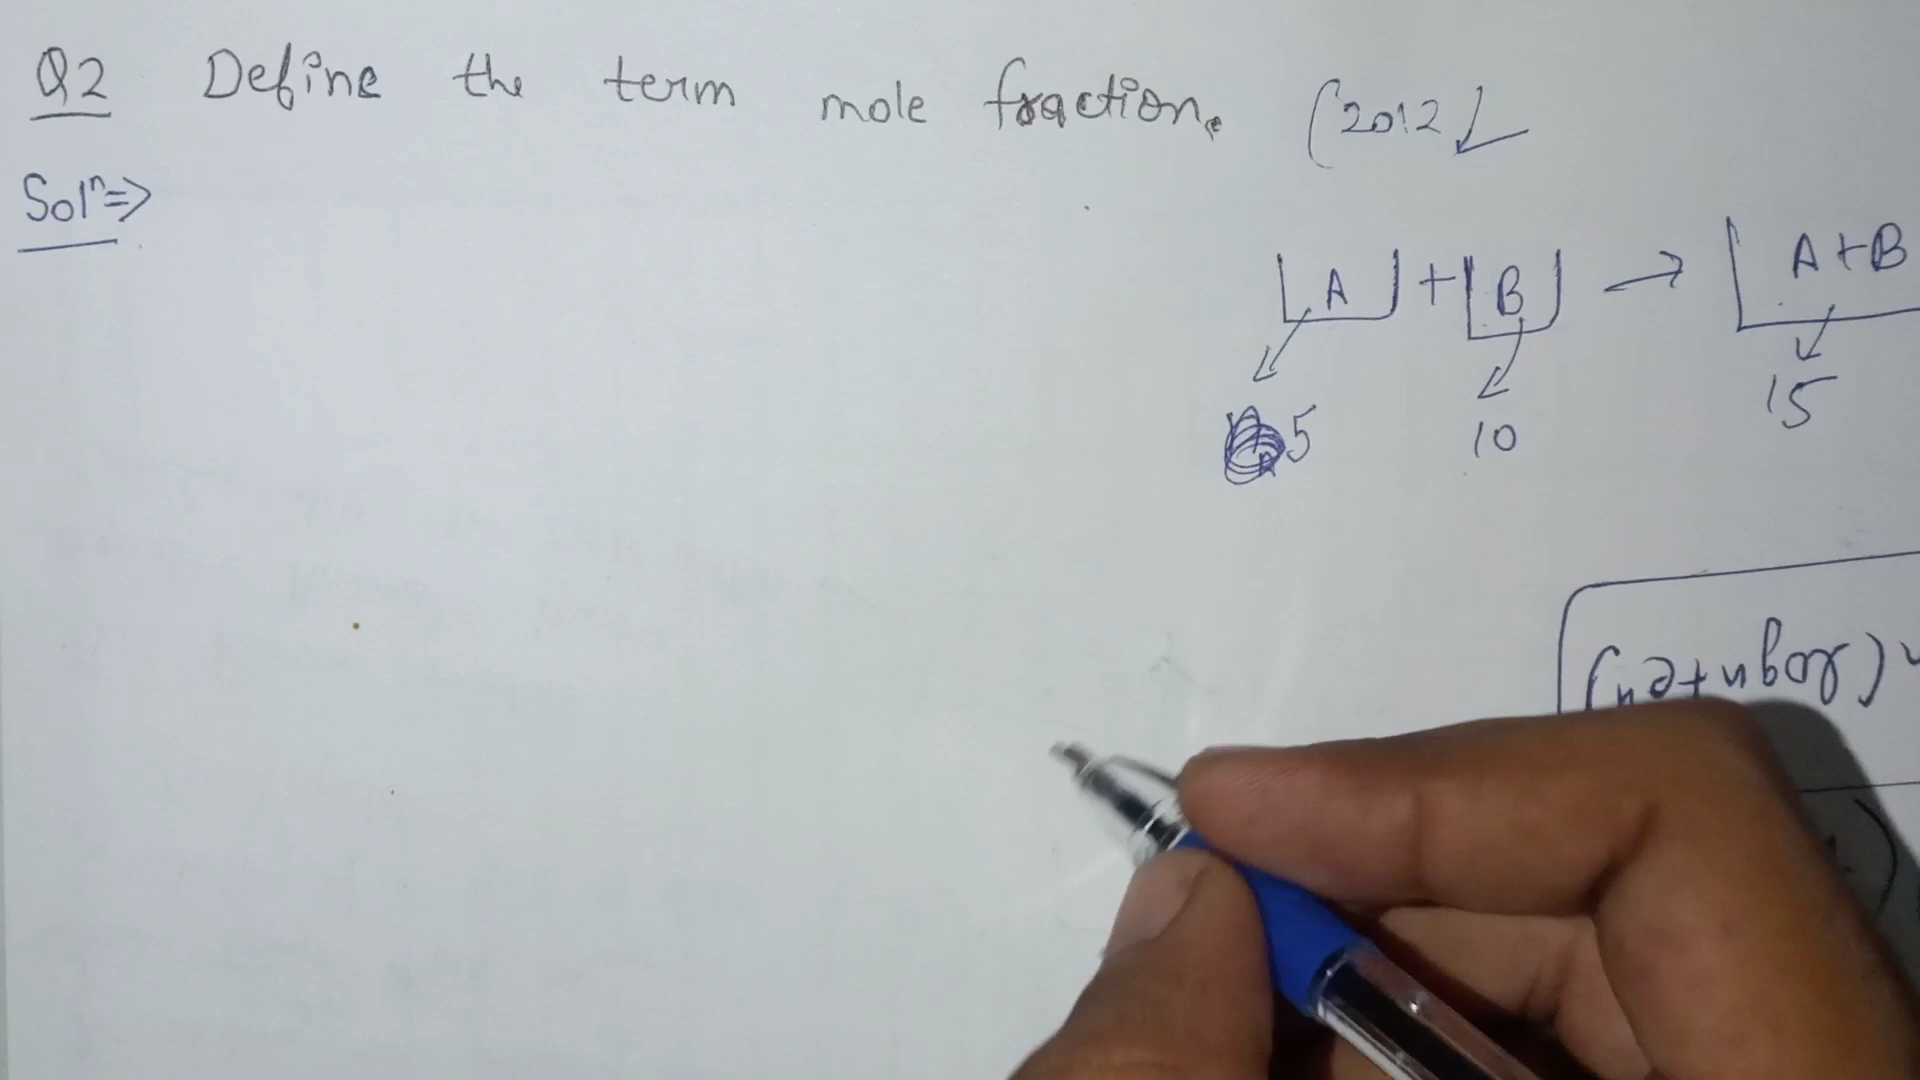 Q2 Define the term mole fraction. (2012)
Solⁿ=>
A + B → A+B
5 10 15